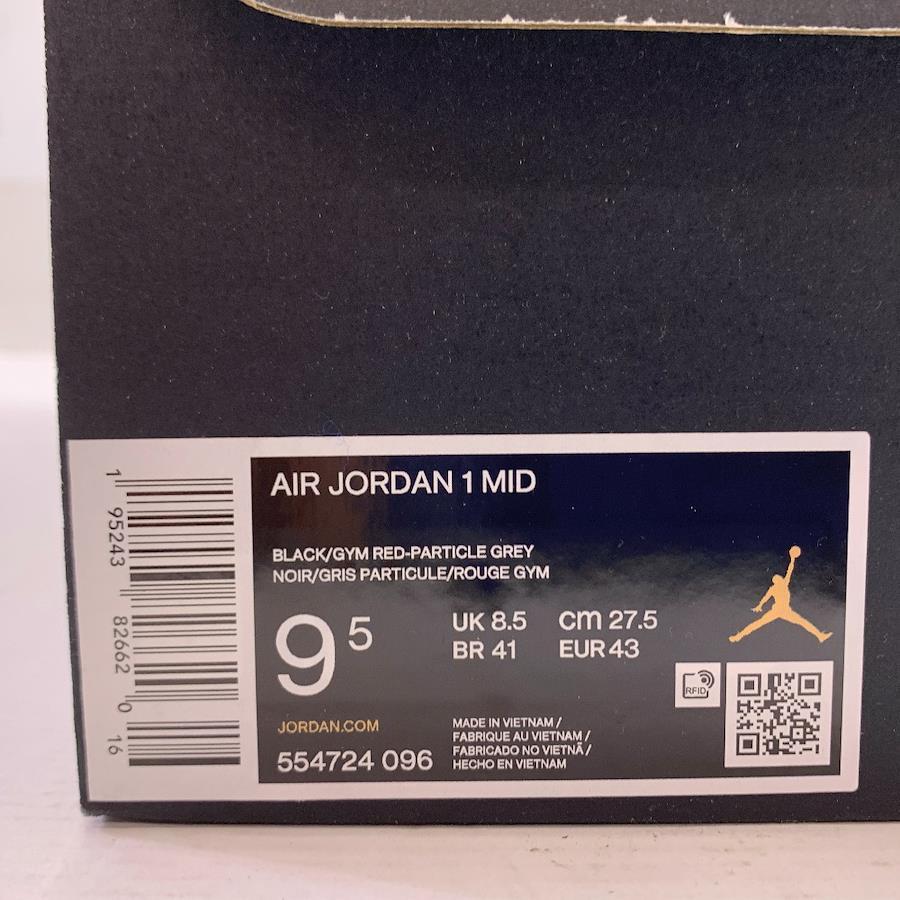 AIR JORDAN 1 MID
BLACK/GYM RED-PARTICLE GREY
NOIR/GRIS PARTICULE/ROUGE GYM
9 5
UK 8.5 cm 27.5
BR 41 EUR 43
RFID
JORDAN.COM
554724 096
MADE IN VIETNAM /
FABRIQUE AU VIETNAM /
FABRICADO NO VIETNÃ /
HECHO EN VIETNAM
1 95243 82662 0 16